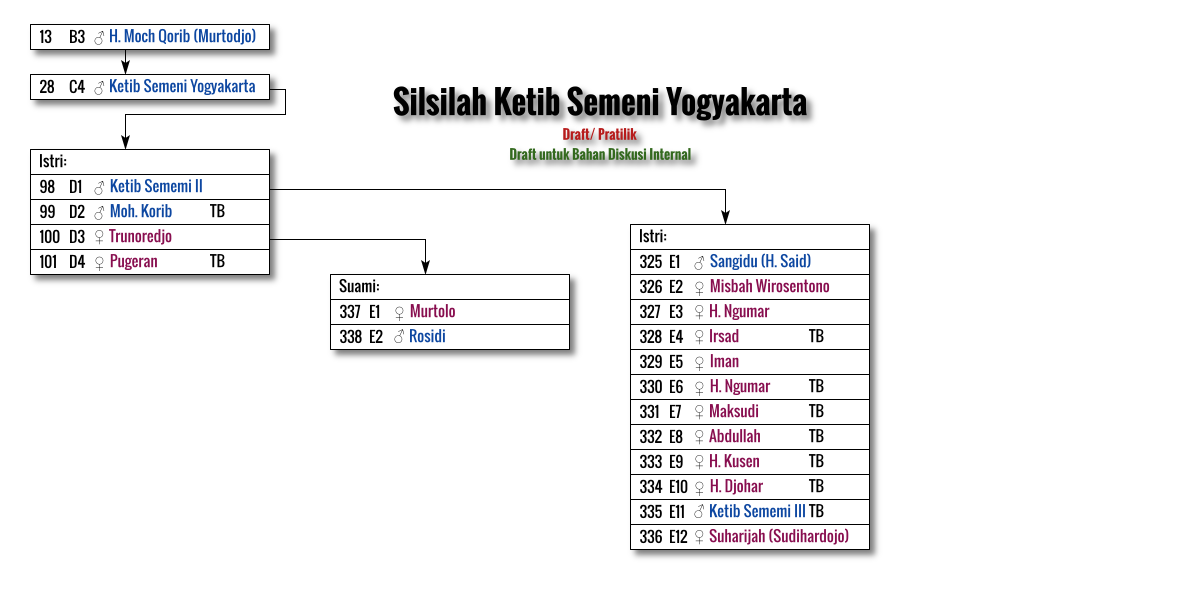 13 B3 ♂ H. Moch Qorib (Murtodjo)
28 C4 ♂ Ketib Semeni Yogyakarta
Silsilah Ketib Semeni Yogyakarta
Draft/ Pratilik
Draft untuk Bahan Diskusi Internal
Istri:
98 D1 ♂ Ketib Sememi II
99 D2 ♂ Moh. Korib TB
100 D3 ♀ Trunoredjo
101 D4 ♀ Pugeran TB
Suami:
337 E1 ♀ Murtolo
338 E2 ♂ Rosidi
Istri:
325 E1 ♂ Sangidu (H. Said)
326 E2 ♀ Misbah Wirosentono
327 E3 ♀ H. Ngumar
328 E4 ♀ Irsad TB
329 E5 ♀ Iman
330 E6 ♀ H. Ngumar TB
331 E7 ♀ Maksudi TB
332 E8 ♀ Abdullah TB
333 E9 ♀ H. Kusen TB
334 E10 ♀ H. Djohar TB
335 E11 ♂ Ketib Sememi III TB
336 E12 ♀ Suharijah (Sudihardojo)